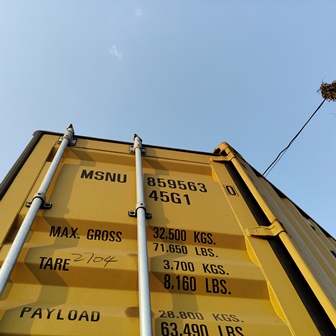 MSNU 859563 0
45G1
MAX. GROSS 32.500 KGS.
71.650 LBS.
TARE 2104 3.700 KGS.
8.160 LBS.
PAYLOAD 28.800 KGS.
63.490 LBS.